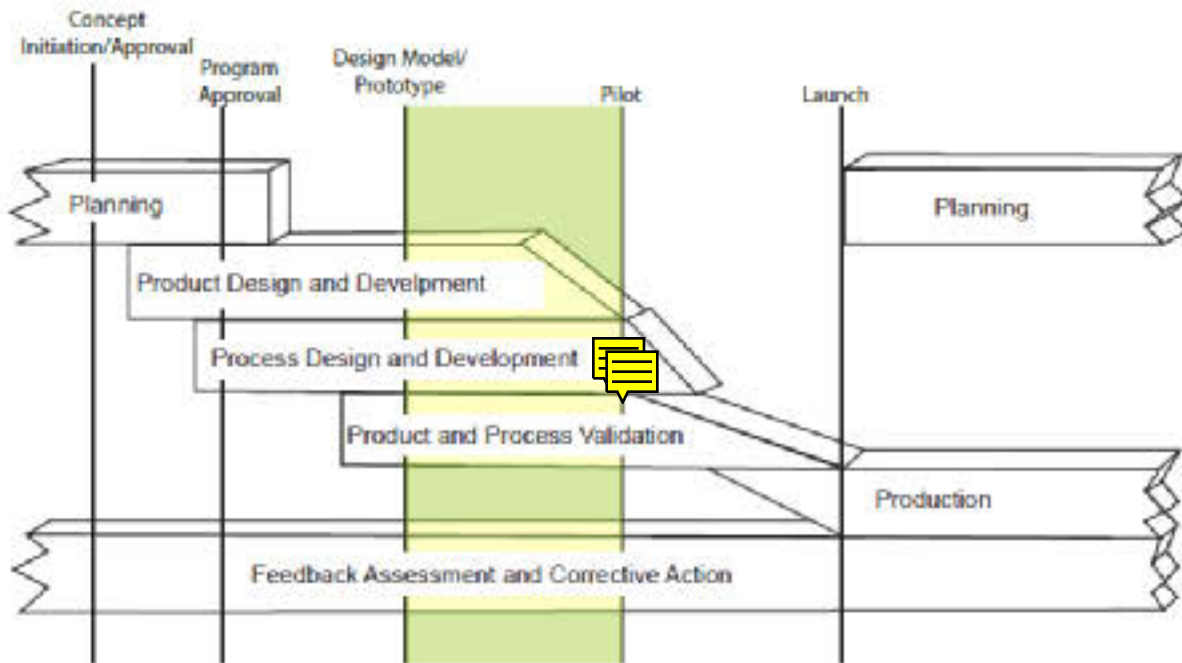 Concept
Initiation/Approval
Program
Approval
Design Model/
Prototype
Pilot
Launch
Planning
Planning
Product Design and Develpment
Process Design and Development
Product and Process Validation
Production
Feedback Assessment and Corrective Action